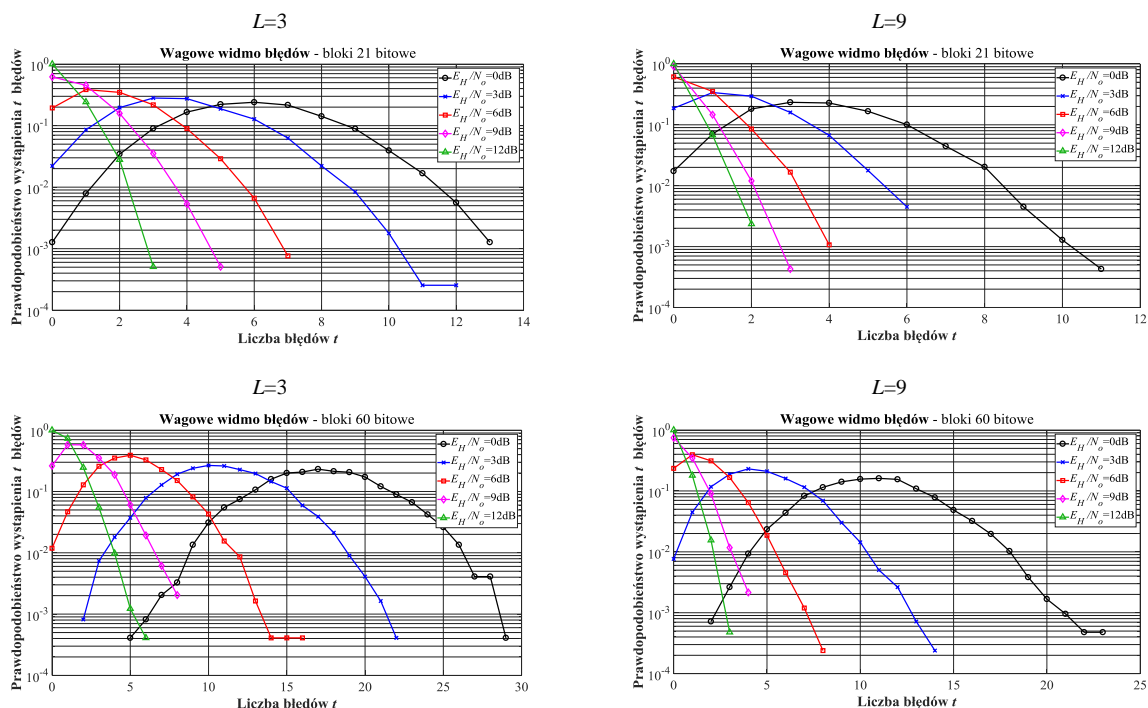 L=3
Wagowe widmo błędów - bloki 21 bitowe
Prawdopodobieństwo wystąpienia t błędów
10^0
10^-1
10^-2
10^-3
10^-4
E_H/N_o=0dB
E_H/N_o=3dB
E_H/N_o=6dB
E_H/N_o=9dB
E_H/N_o=12dB
0 2 4 6 8 10 12 14
Liczba błędów t
L=9
Wagowe widmo błędów - bloki 21 bitowe
Prawdopodobieństwo wystąpienia t błędów
10^0
10^-1
10^-2
10^-3
10^-4
E_H/N_o=0dB
E_H/N_o=3dB
E_H/N_o=6dB
E_H/N_o=9dB
E_H/N_o=12dB
0 2 4 6 8 10 12
Liczba błędów t
L=3
Wagowe widmo błędów - bloki 60 bitowe
Prawdopodobieństwo wystąpienia t błędów
10^0
10^-1
10^-2
10^-3
10^-4
E_H/N_o=0dB
E_H/N_o=3dB
E_H/N_o=6dB
E_H/N_o=9dB
E_H/N_o=12dB
0 5 10 15 20 25 30
Liczba błędów t
L=9
Wagowe widmo błędów - bloki 60 bitowe
Prawdopodobieństwo wystąpienia t błędów
10^0
10^-1
10^-2
10^-3
10^-4
E_H/N_o=0dB
E_H/N_o=3dB
E_H/N_o=6dB
E_H/N_o=9dB
E_H/N_o=12dB
0 5 10 15 20 25
Liczba błędów t